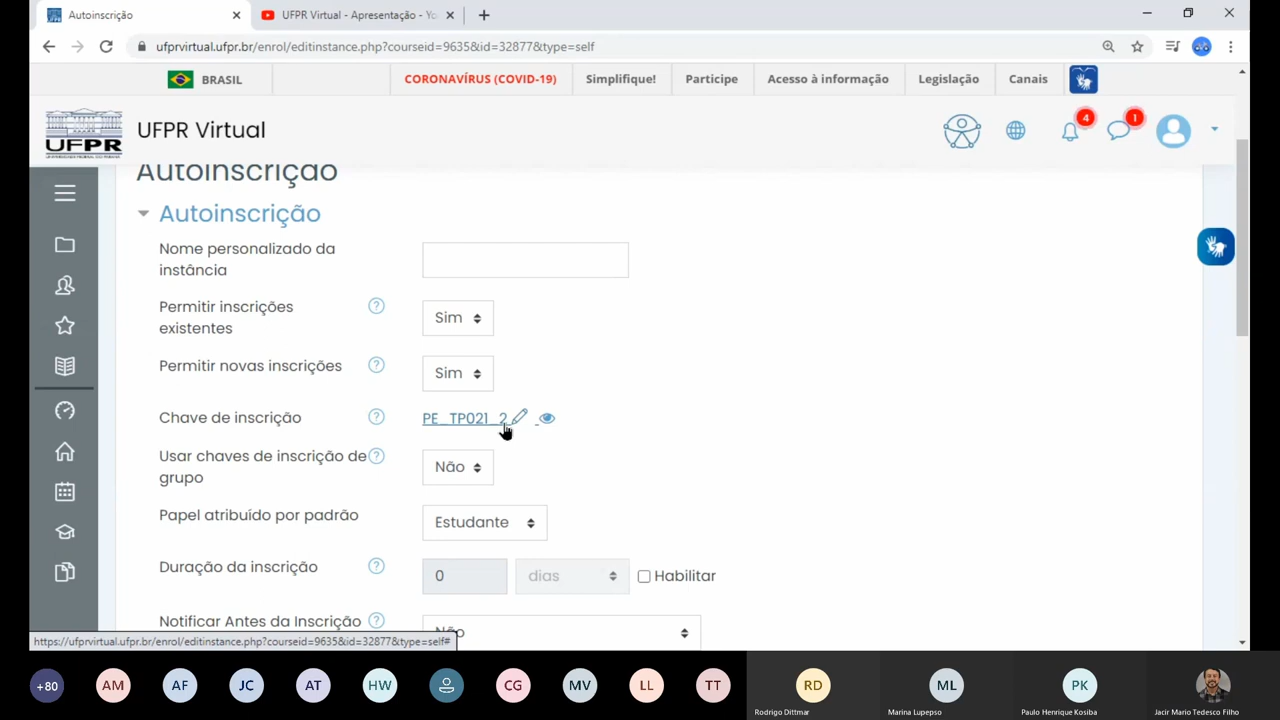 Autoinscrição
UFPR Virtual - Apresentação - Yo
ufprvirtual.ufpr.br/enrol/editinstance.php?courseid=9635&id=32877&type=self
BRASIL
CORONAVÍRUS (COVID-19)
Simplifique!
Participe
Acesso à informação
Legislação
Canais
UFPR
UFPR Virtual
4
1
Autoinscrição
Autoinscrição
Nome personalizado da
instância
Permitir inscrições
existentes
Sim
Permitir novas inscrições
Sim
Chave de inscrição
PE_TP021_2
Usar chaves de inscrição de
grupo
Não
Papel atribuído por padrão
Estudante
Duração da inscrição
0
dias
Habilitar
Notificar Antes da Inscrição
Não
https://ufprvirtual.ufpr.br/enrol/editinstance.php?courseid=9635&id=32877&type=self#
+80
AM
AF
JC
AT
HW
CG
MV
LL
TT
RD
ML
PK
Rodrigo Dittmar
Marina Lupepso
Paulo Henrique Kosiba
Jacir Mario Tedesco Filho